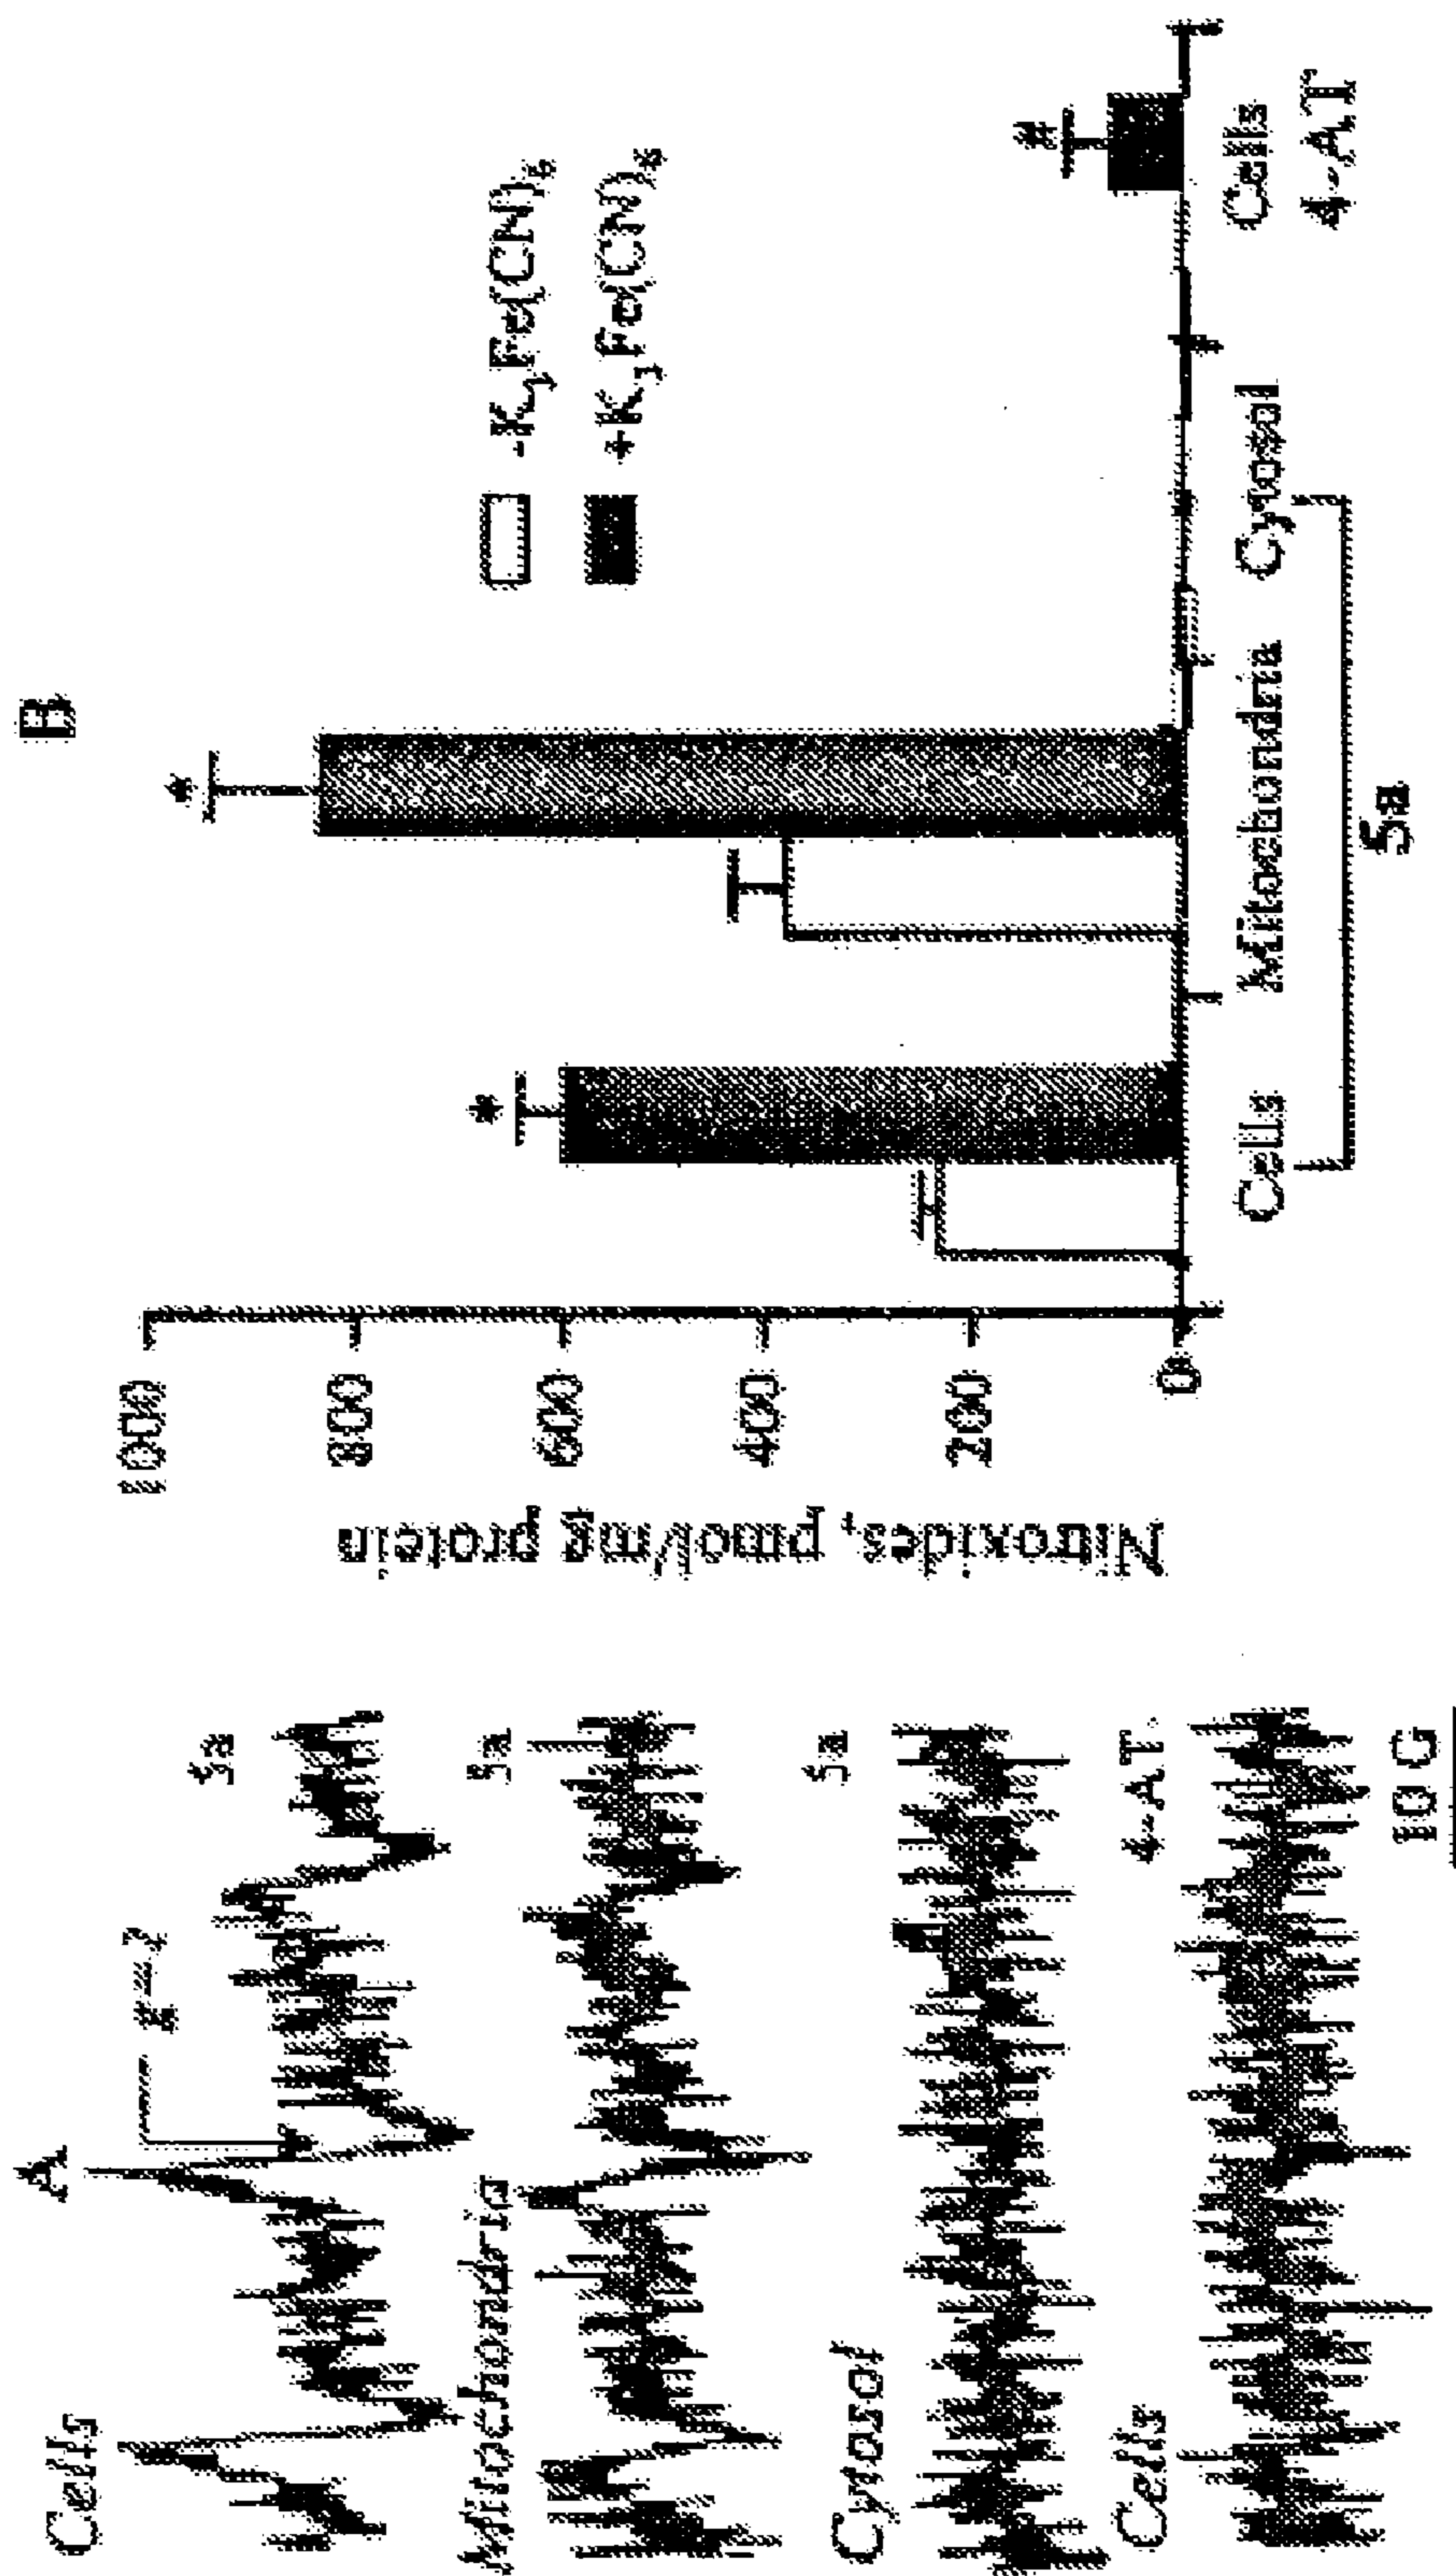 A
Cells
5a
g=2
Mitochondria
5a
Cytosol
5a
Cells
4-AT
10 G
B
Nitroxides, pmol/mg protein
1000
800
600
400
200
0
-K3Fe(CN)6
+K3Fe(CN)6
*
*
#
Cells Mitochondria Cytosol Cells
5a
4-AT